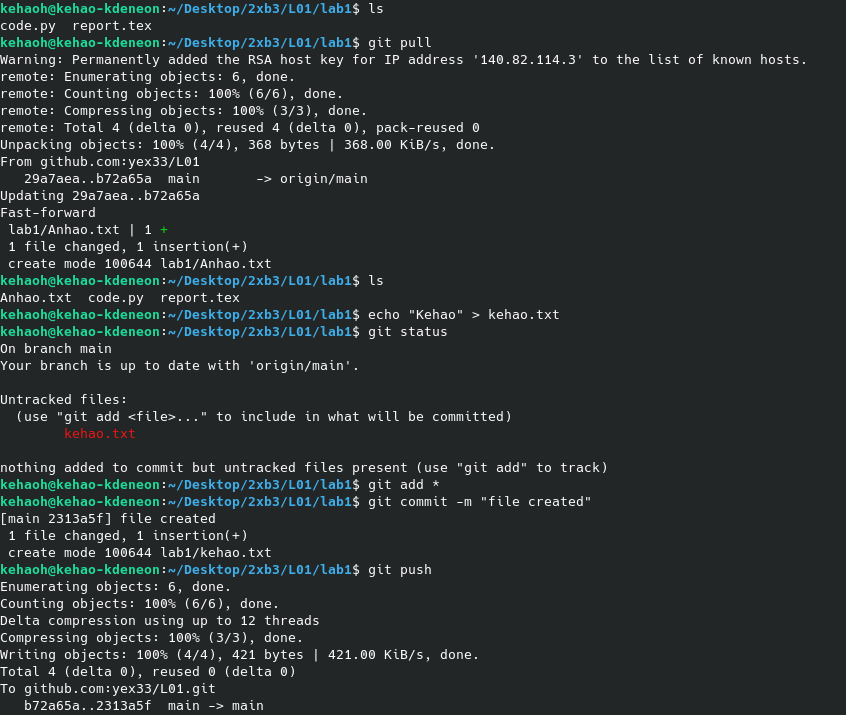 kehaoh@kehao-kdeneon:~/Desktop/2xb3/L01/lab1$ ls
code.py  report.tex
kehaoh@kehao-kdeneon:~/Desktop/2xb3/L01/lab1$ git pull
Warning: Permanently added the RSA host key for IP address '140.82.114.3' to the list of known hosts.
remote: Enumerating objects: 6, done.
remote: Counting objects: 100% (6/6), done.
remote: Compressing objects: 100% (3/3), done.
remote: Total 4 (delta 0), reused 4 (delta 0), pack-reused 0
Unpacking objects: 100% (4/4), 368 bytes | 368.00 KiB/s, done.
From github.com:yex33/L01
   29a7aea..b72a65a  main       -> origin/main
Updating 29a7aea..b72a65a
Fast-forward
 lab1/Anhao.txt | 1 +
 1 file changed, 1 insertion(+)
 create mode 100644 lab1/Anhao.txt
kehaoh@kehao-kdeneon:~/Desktop/2xb3/L01/lab1$ ls
Anhao.txt  code.py  report.tex
kehaoh@kehao-kdeneon:~/Desktop/2xb3/L01/lab1$ echo "Kehao" > kehao.txt
kehaoh@kehao-kdeneon:~/Desktop/2xb3/L01/lab1$ git status
On branch main
Your branch is up to date with 'origin/main'.

Untracked files:
  (use "git add <file>..." to include in what will be committed)
        kehao.txt

nothing added to commit but untracked files present (use "git add" to track)
kehaoh@kehao-kdeneon:~/Desktop/2xb3/L01/lab1$ git add *
kehaoh@kehao-kdeneon:~/Desktop/2xb3/L01/lab1$ git commit -m "file created"
[main 2313a5f] file created
 1 file changed, 1 insertion(+)
 create mode 100644 lab1/kehao.txt
kehaoh@kehao-kdeneon:~/Desktop/2xb3/L01/lab1$ git push
Enumerating objects: 6, done.
Counting objects: 100% (6/6), done.
Delta compression using up to 12 threads
Compressing objects: 100% (3/3), done.
Writing objects: 100% (4/4), 421 bytes | 421.00 KiB/s, done.
Total 4 (delta 0), reused 0 (delta 0)
To github.com:yex33/L01.git
   b72a65a..2313a5f  main -> main